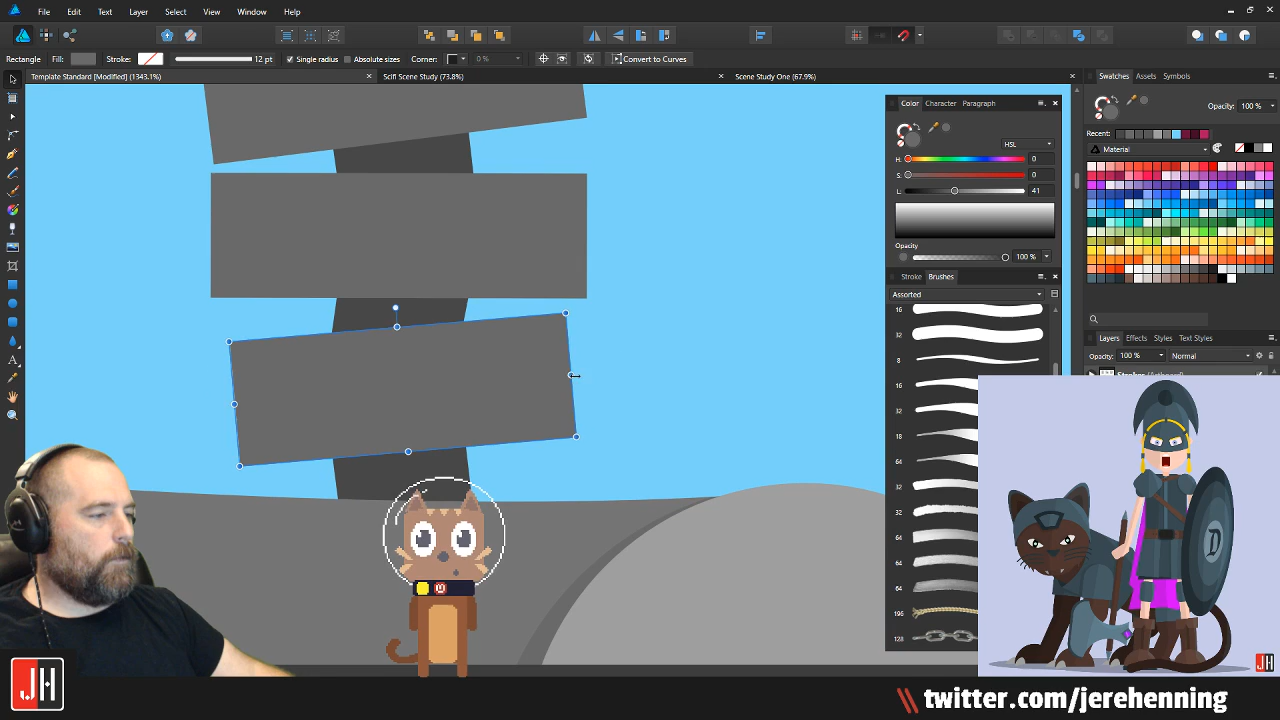 File Edit Text Layer Select View Window Help
Rectangle Fill: Stroke: 12 pt Single radius Absolute sizes Corner: 0 % Convert to Curves
Template Standard [Modified] (1343.1%) Scifi Scene Study (73.8%) Scene Study One (67.9%)
Swatches Assets Symbols
Opacity: 100 %
Recent:
Material
Color Character Paragraph
HSL
H: 0
S: 0
L: 41
Opacity
100 %
Stroke Brushes
Assorted
16
32
8
16
32
18
64
32
32
64
64
64
196
128
Layers Effects Styles Text Styles
Opacity: 100 % Normal
D
JH
JH
\\ twitter.com/jerehenning